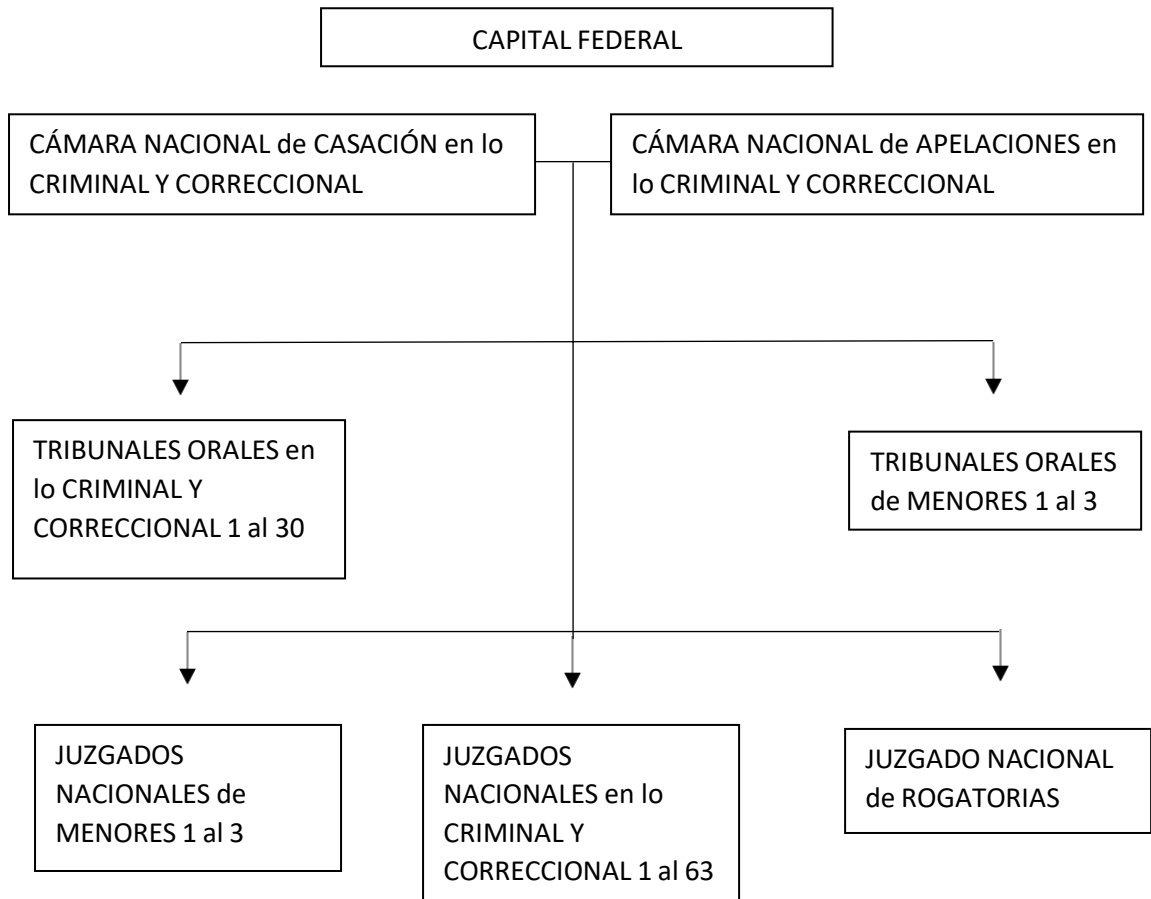 CAPITAL FEDERAL
CÁMARA NACIONAL de CASACIÓN en lo
CRIMINAL Y CORRECCIONAL
CÁMARA NACIONAL de APELACIONES en
lo CRIMINAL Y CORRECCIONAL
TRIBUNALES ORALES en
lo CRIMINAL Y
CORRECCIONAL 1 al 30
TRIBUNALES ORALES
de MENORES 1 al 3
JUZGADOS
NACIONALES de
MENORES 1 al 3
JUZGADOS
NACIONALES en lo
CRIMINAL Y
CORRECCIONAL 1 al 63
JUZGADO NACIONAL
de ROGATORIAS